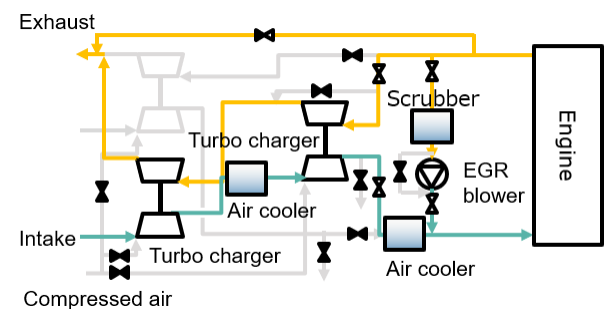 Exhaust
Scrubber
Turbo charger
Engine
EGR
blower
Air cooler
Intake
Turbo charger
Air cooler
Compressed air